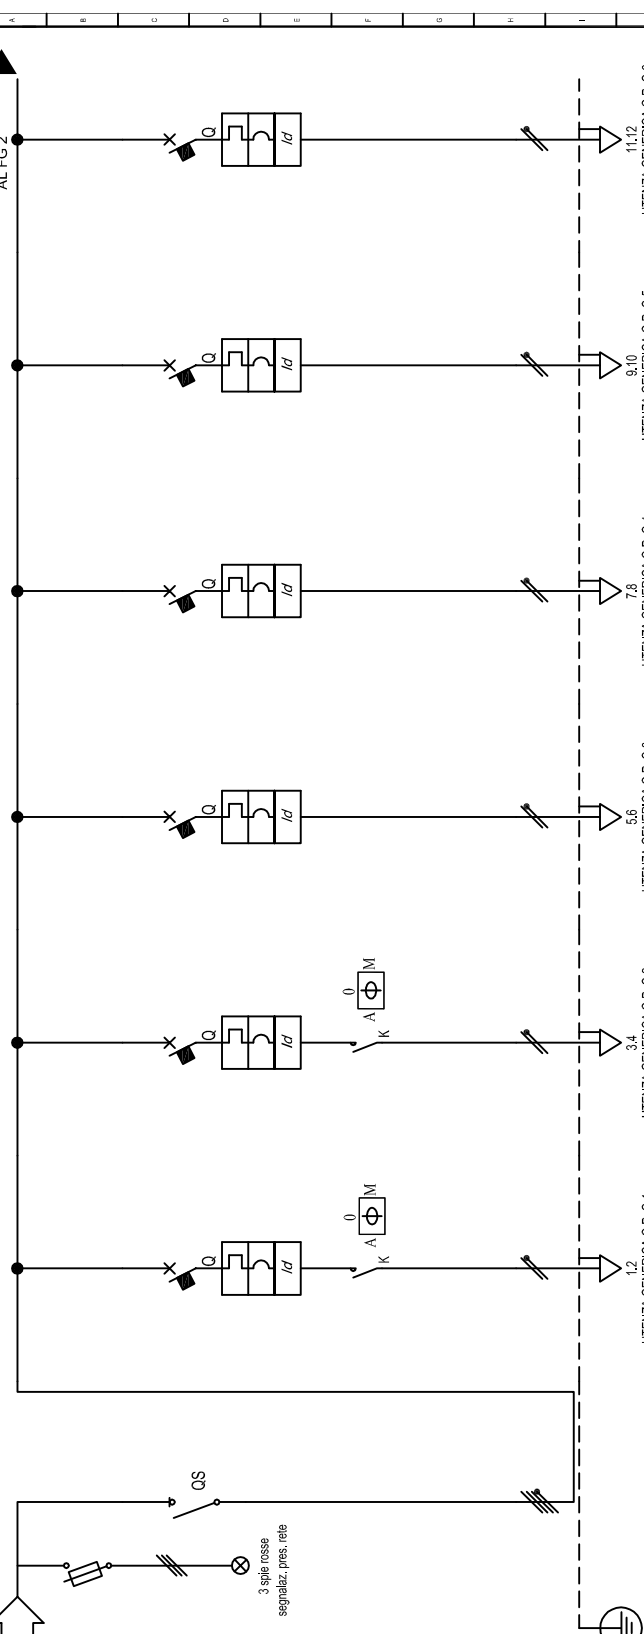 A
B
C
D
E
F
G
H
I
AL FG 2
Q
Id
11.12
Q
Id
9.10
Q
Id
7.8
Q
Id
5.6
Q
Id
0
A
M
K
3.4
Q
Id
0
A
M
K
1.2
QS
3 spie rosse
segnalaz. pres. rete